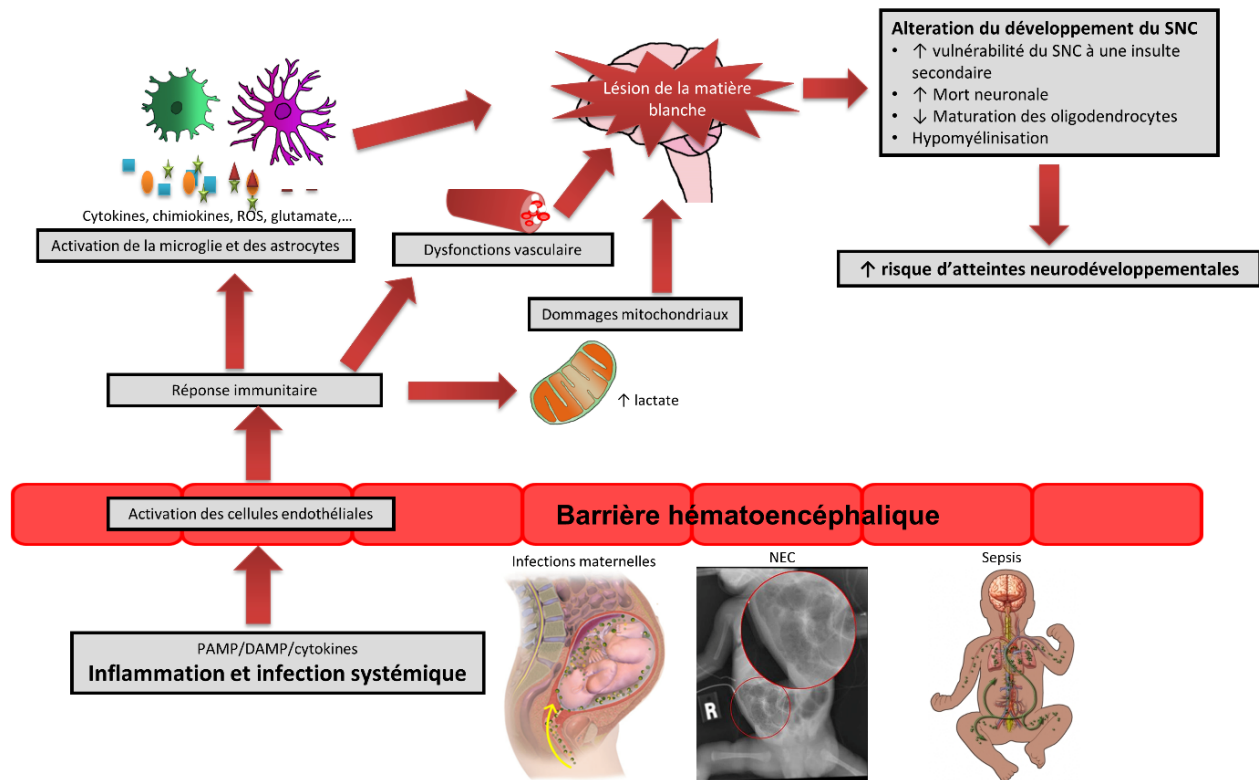 Alteration du développement du SNC
• ↑ vulnérabilité du SNC à une insulte
secondaire
• ↑ Mort neuronale
• ↓ Maturation des oligodendrocytes
• Hypomyélinisation
Lésion de la matière
blanche
Cytokines, chimiokines, ROS, glutamate,...
Activation de la microglie et des astrocytes
Dysfonctions vasculaire
↑ risque d'atteintes neurodéveloppementales
Dommages mitochondriaux
Réponse immunitaire
↑ lactate
Activation des cellules endothéliales
Barrière hématoencéphalique
Infections maternelles
NEC
Sepsis
PAMP/DAMP/cytokines
Inflammation et infection systémique
R